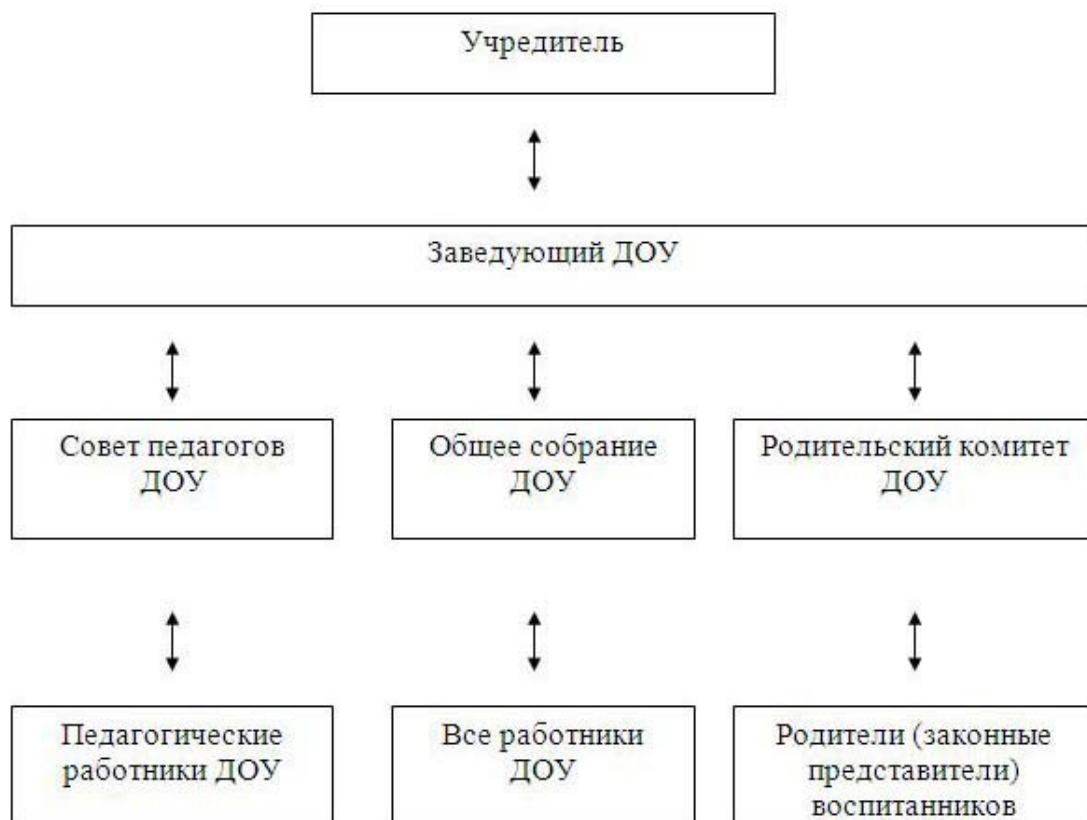 Учредитель
Заведующий ДОУ
Совет педагогов
ДОУ
Общее собрание
ДОУ
Родительский комитет
ДОУ
Педагогические
работники ДОУ
Все работники
ДОУ
Родители (законные
представители)
воспитанников